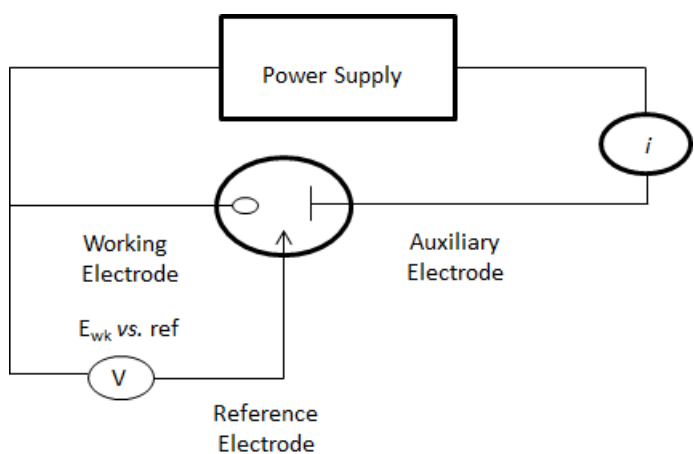 Power Supply
i
Working
Electrode
Auxiliary
Electrode
E_wk vs. ref
V
Reference
Electrode